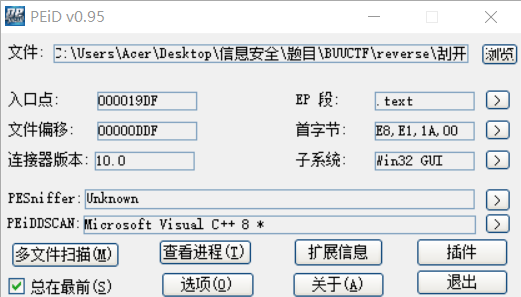 PEiD v0.95
文件: C:\Users\Acer\Desktop\信息安全\题目\BUUCTF\reverse\刮开 浏览
入口点: 000019DF EP 段: .text >
文件偏移: 00000DDF 首字节: E8,E1,1A,00 >
连接器版本: 10.0 子系统: Win32 GUI >
PESniffer: Unknown >
PEiDDSCAN: Microsoft Visual C++ 8 * >
多文件扫描(M) 查看进程(T) 扩展信息 插件
总在最前(S) 选项(O) 关于(A) 退出